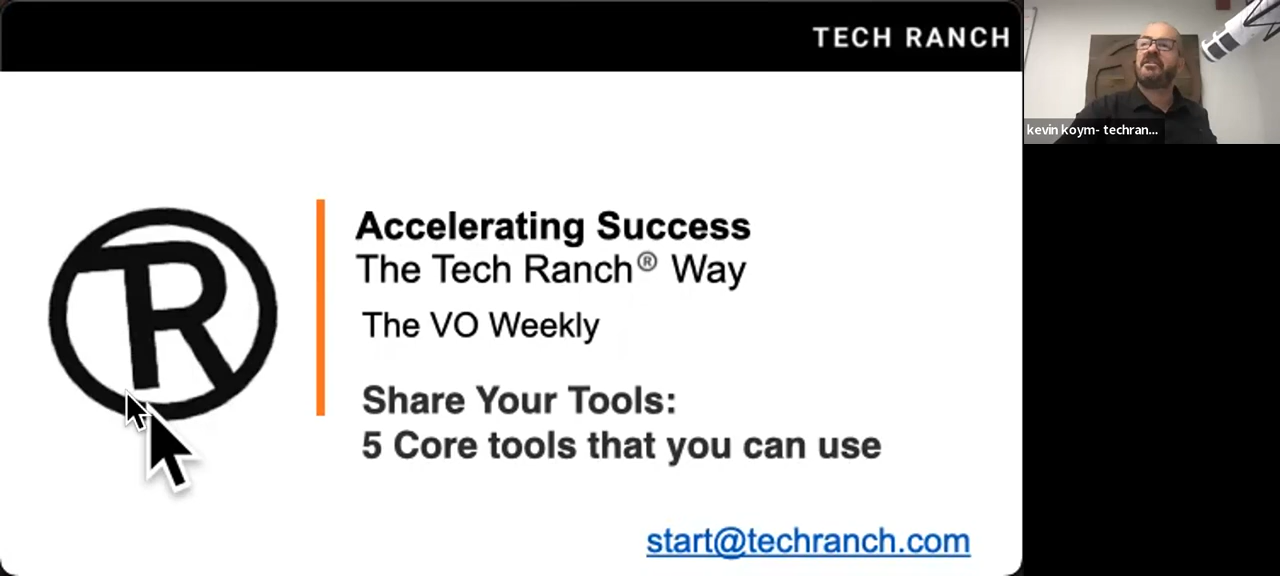 TECH RANCH
kevin koym- techran...
TR
Accelerating Success
The Tech Ranch® Way
The VO Weekly
Share Your Tools:
5 Core tools that you can use
start@techranch.com